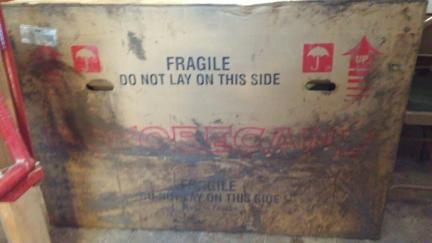 FRAGILE
DO NOT LAY ON THIS SIDE
UP
FRAGILE
DO NOT LAY ON THIS SIDE